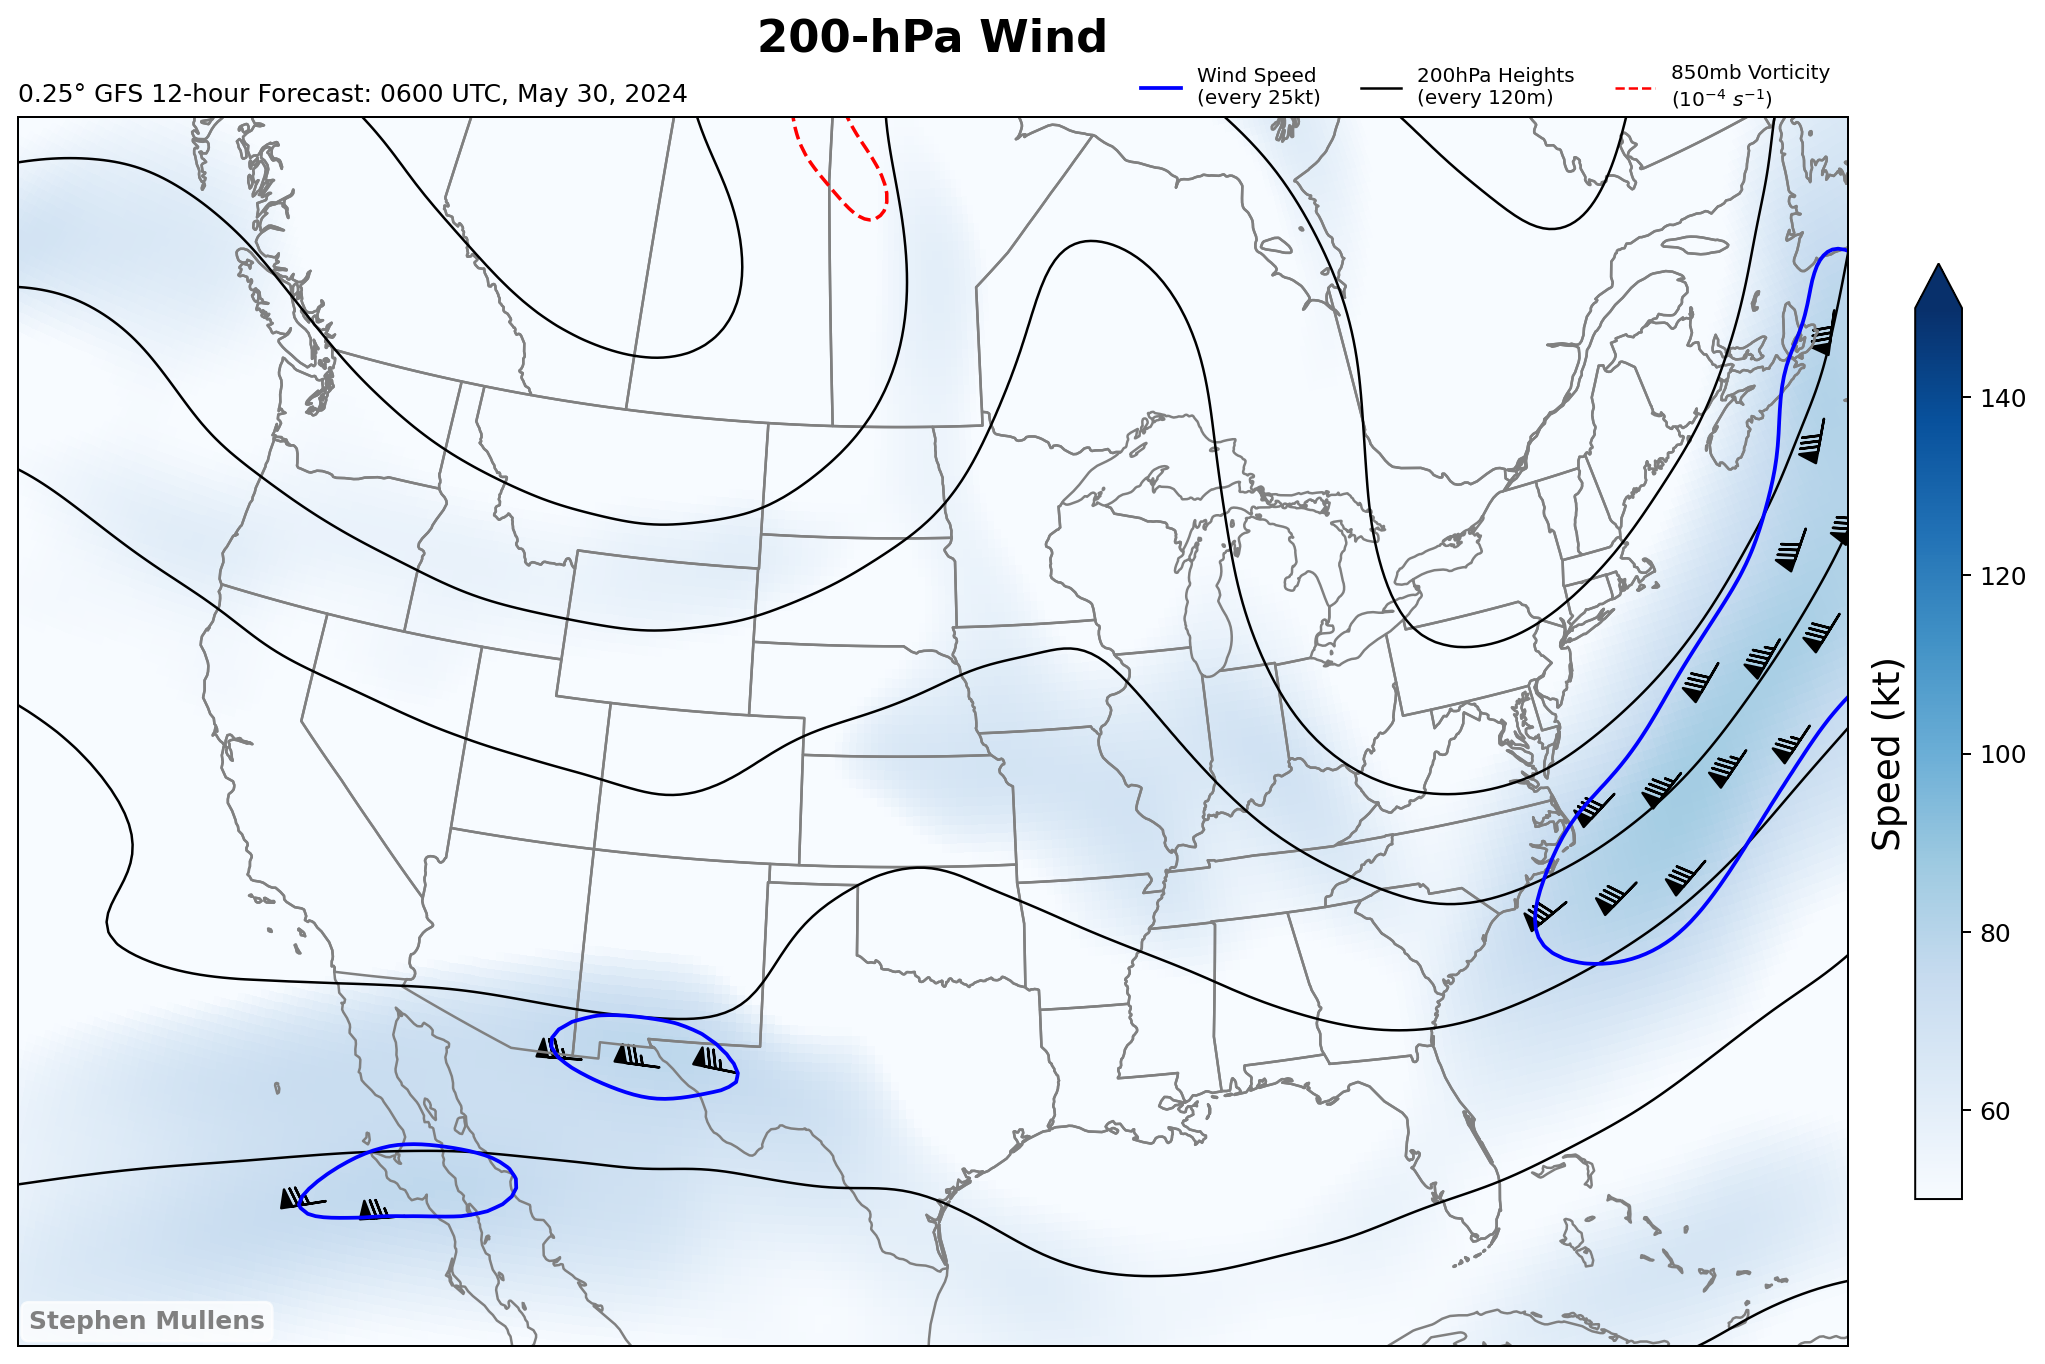 200-hPa Wind
0.25° GFS 12-hour Forecast: 0600 UTC, May 30, 2024
Wind Speed
(every 25kt)
200hPa Heights
(every 120m)
850mb Vorticity
(10⁻⁴ s⁻¹)
140
120
100
80
60
Speed (kt)
Stephen Mullens